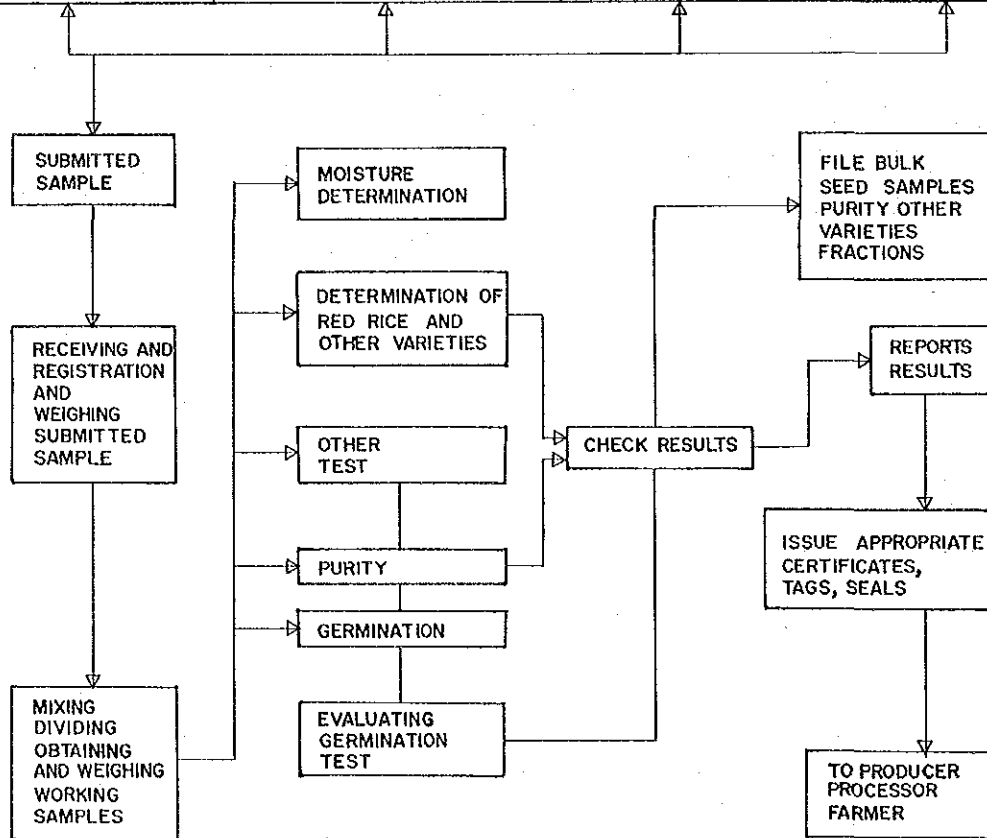 SUBMITTED
SAMPLE
RECEIVING AND
REGISTRATION
AND
WEIGHING
SUBMITTED
SAMPLE
MIXING
DIVIDING
OBTAINING
AND WEIGHING
WORKING
SAMPLES
MOISTURE
DETERMINATION
DETERMINATION OF
RED RICE AND
OTHER VARIETIES
OTHER
TEST
PURITY
GERMINATION
EVALUATING
GERMINATION
TEST
CHECK RESULTS
FILE BULK
SEED SAMPLES
PURITY OTHER
VARIETIES
FRACTIONS
REPORTS
RESULTS
ISSUE APPROPRIATE
CERTIFICATES,
TAGS, SEALS
TO PRODUCER
PROCESSOR
FARMER